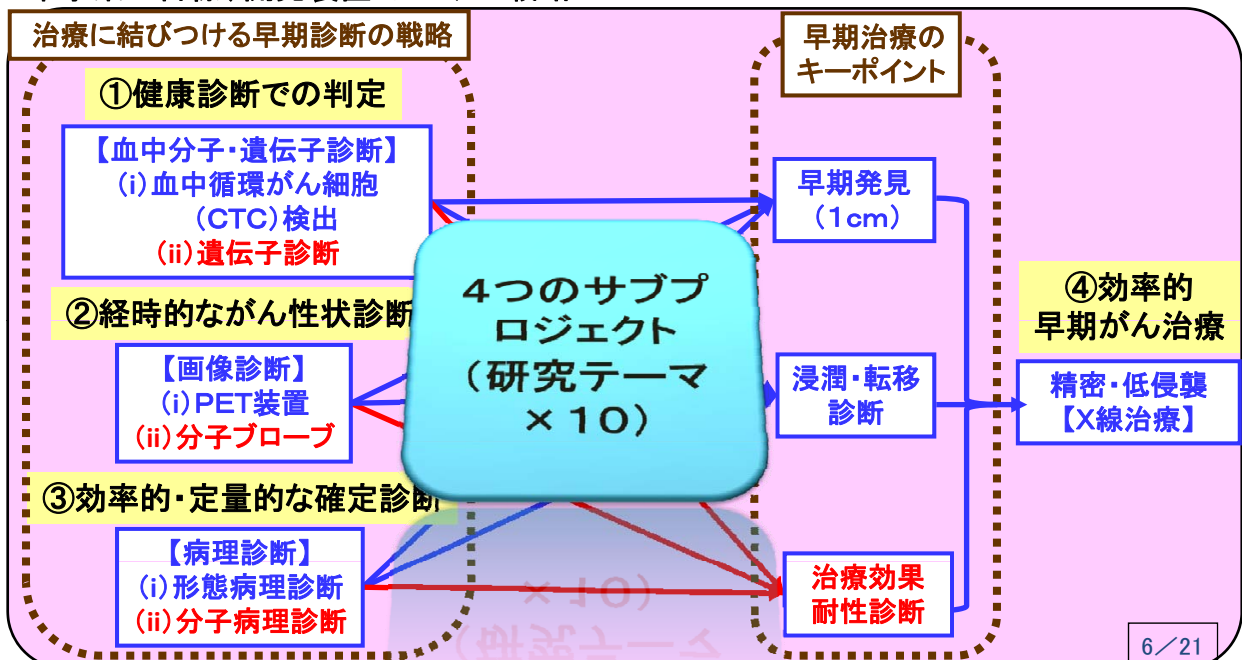 治療に結びつける早期診断の戦略
①健康診断での判定
【血中分子・遺伝子診断】
(i)血中循環がん細胞
(CTC)検出
(ii)遺伝子診断
②経時的ながん性状診断
【画像診断】
(i)PET装置
(ii)分子ブローブ
③効率的・定量的な確定診断
【病理診断】
(i)形態病理診断
(ii)分子病理診断
4つのサブプ
ロジェクト
(研究テーマ
×10)
早期治療の
キーポイント
早期発見
(1cm)
浸潤・転移
診断
治療効果
耐性診断
④効率的
早期がん治療
精密・低侵襲
【X線治療】
6／21